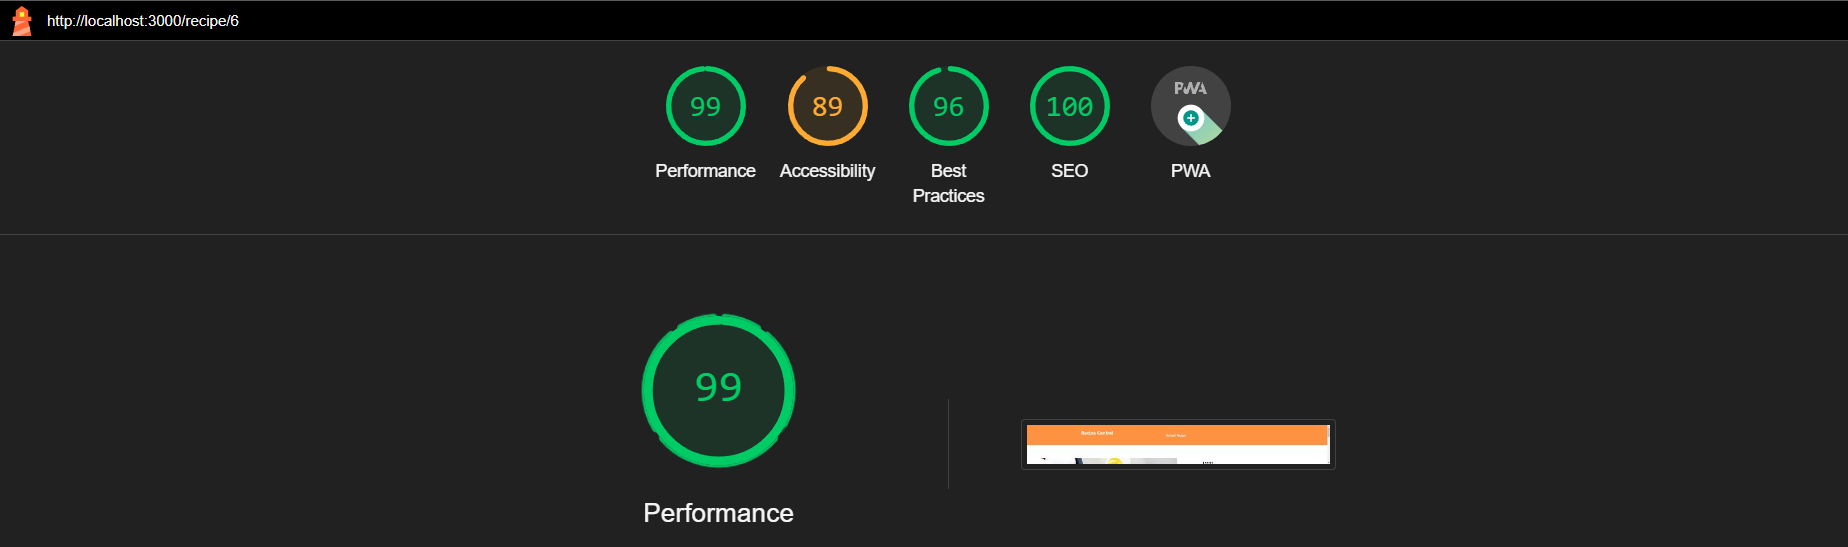 http://localhost:3000/recipe/6
99
89
96
100
PWA
Performance
Accessibility
Best
Practices
SEO
PWA
99
Performance